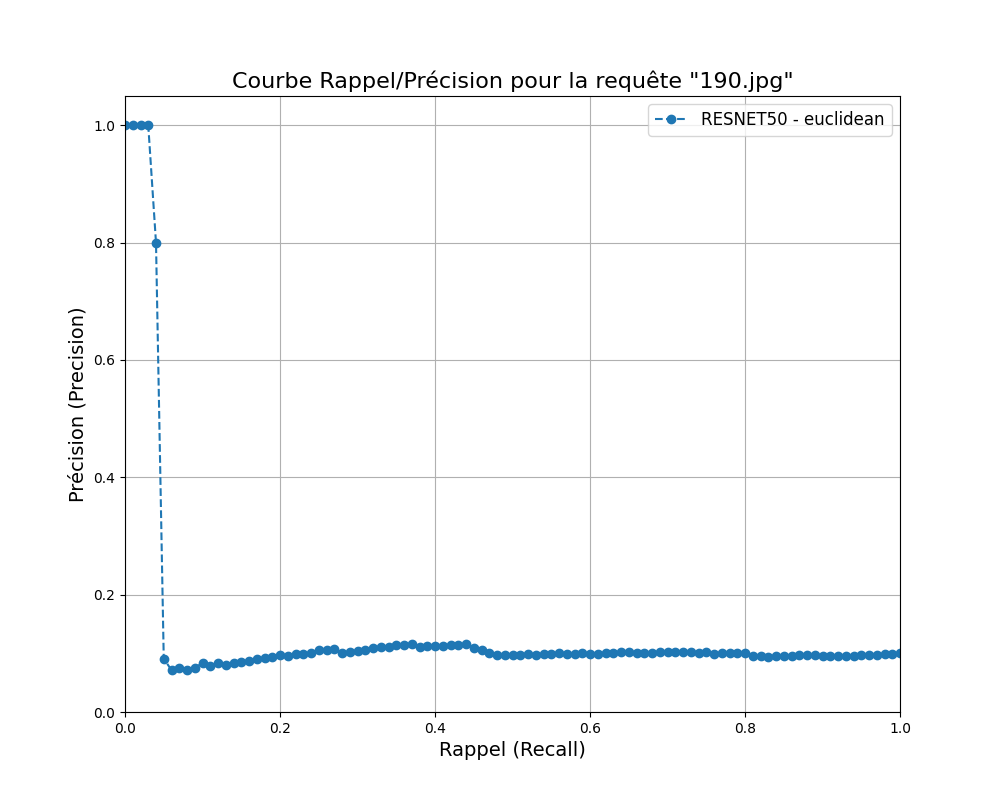 Courbe Rappel/Précision pour la requête "190.jpg"
RESNET50 - euclidean
1.0
0.8
0.6
0.4
0.2
0.0
Précision (Precision)
0.0 0.2 0.4 0.6 0.8 1.0
Rappel (Recall)